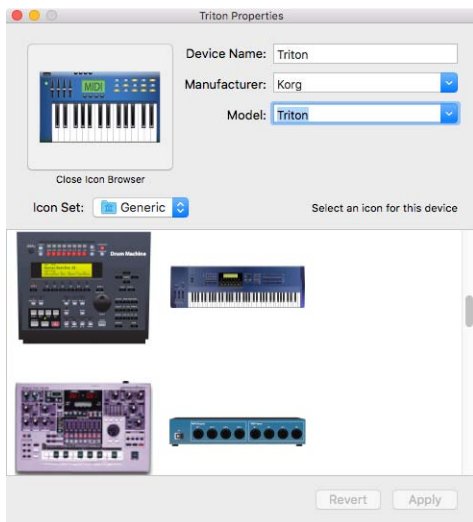 Triton Properties
Device Name: Triton
MIDI
Manufacturer: Korg
Model: Triton
Close Icon Browser
Icon Set: Generic
Select an icon for this device
Drum Machine
Revert
Apply